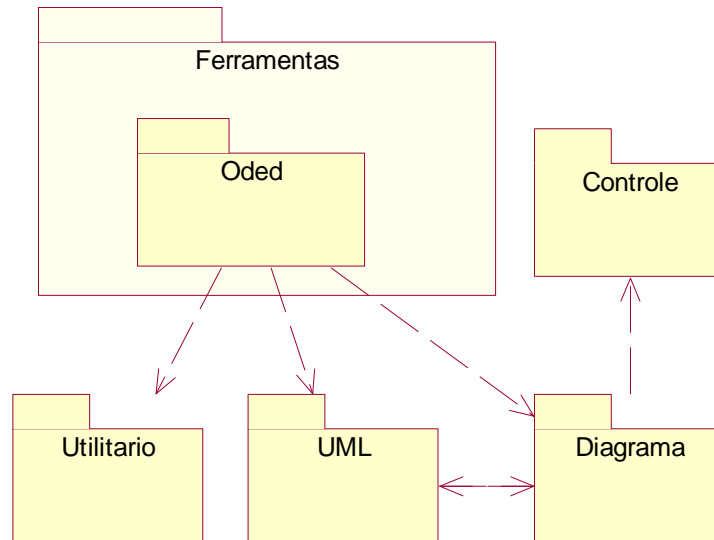 Ferramentas
Oded
Controle
Utilitario
UML
Diagrama